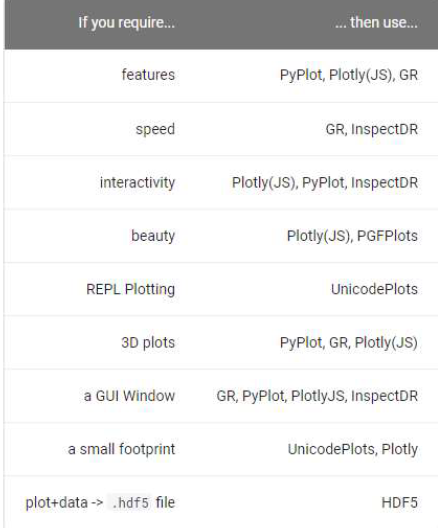 If you require... ... then use...
features PyPlot, Plotly(JS), GR
speed GR, InspectDR
interactivity Plotly(JS), PyPlot, InspectDR
beauty Plotly(JS), PGFPlots
REPL Plotting UnicodePlots
3D plots PyPlot, GR, Plotly(JS)
a GUI Window GR, PyPlot, PlotlyJS, InspectDR
a small footprint UnicodePlots, Plotly
plot+data -> .hdf5 file HDF5